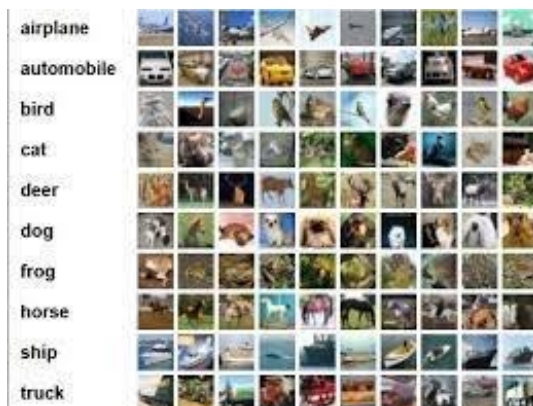 airplane
automobile
bird
cat
deer
dog
frog
horse
ship
truck